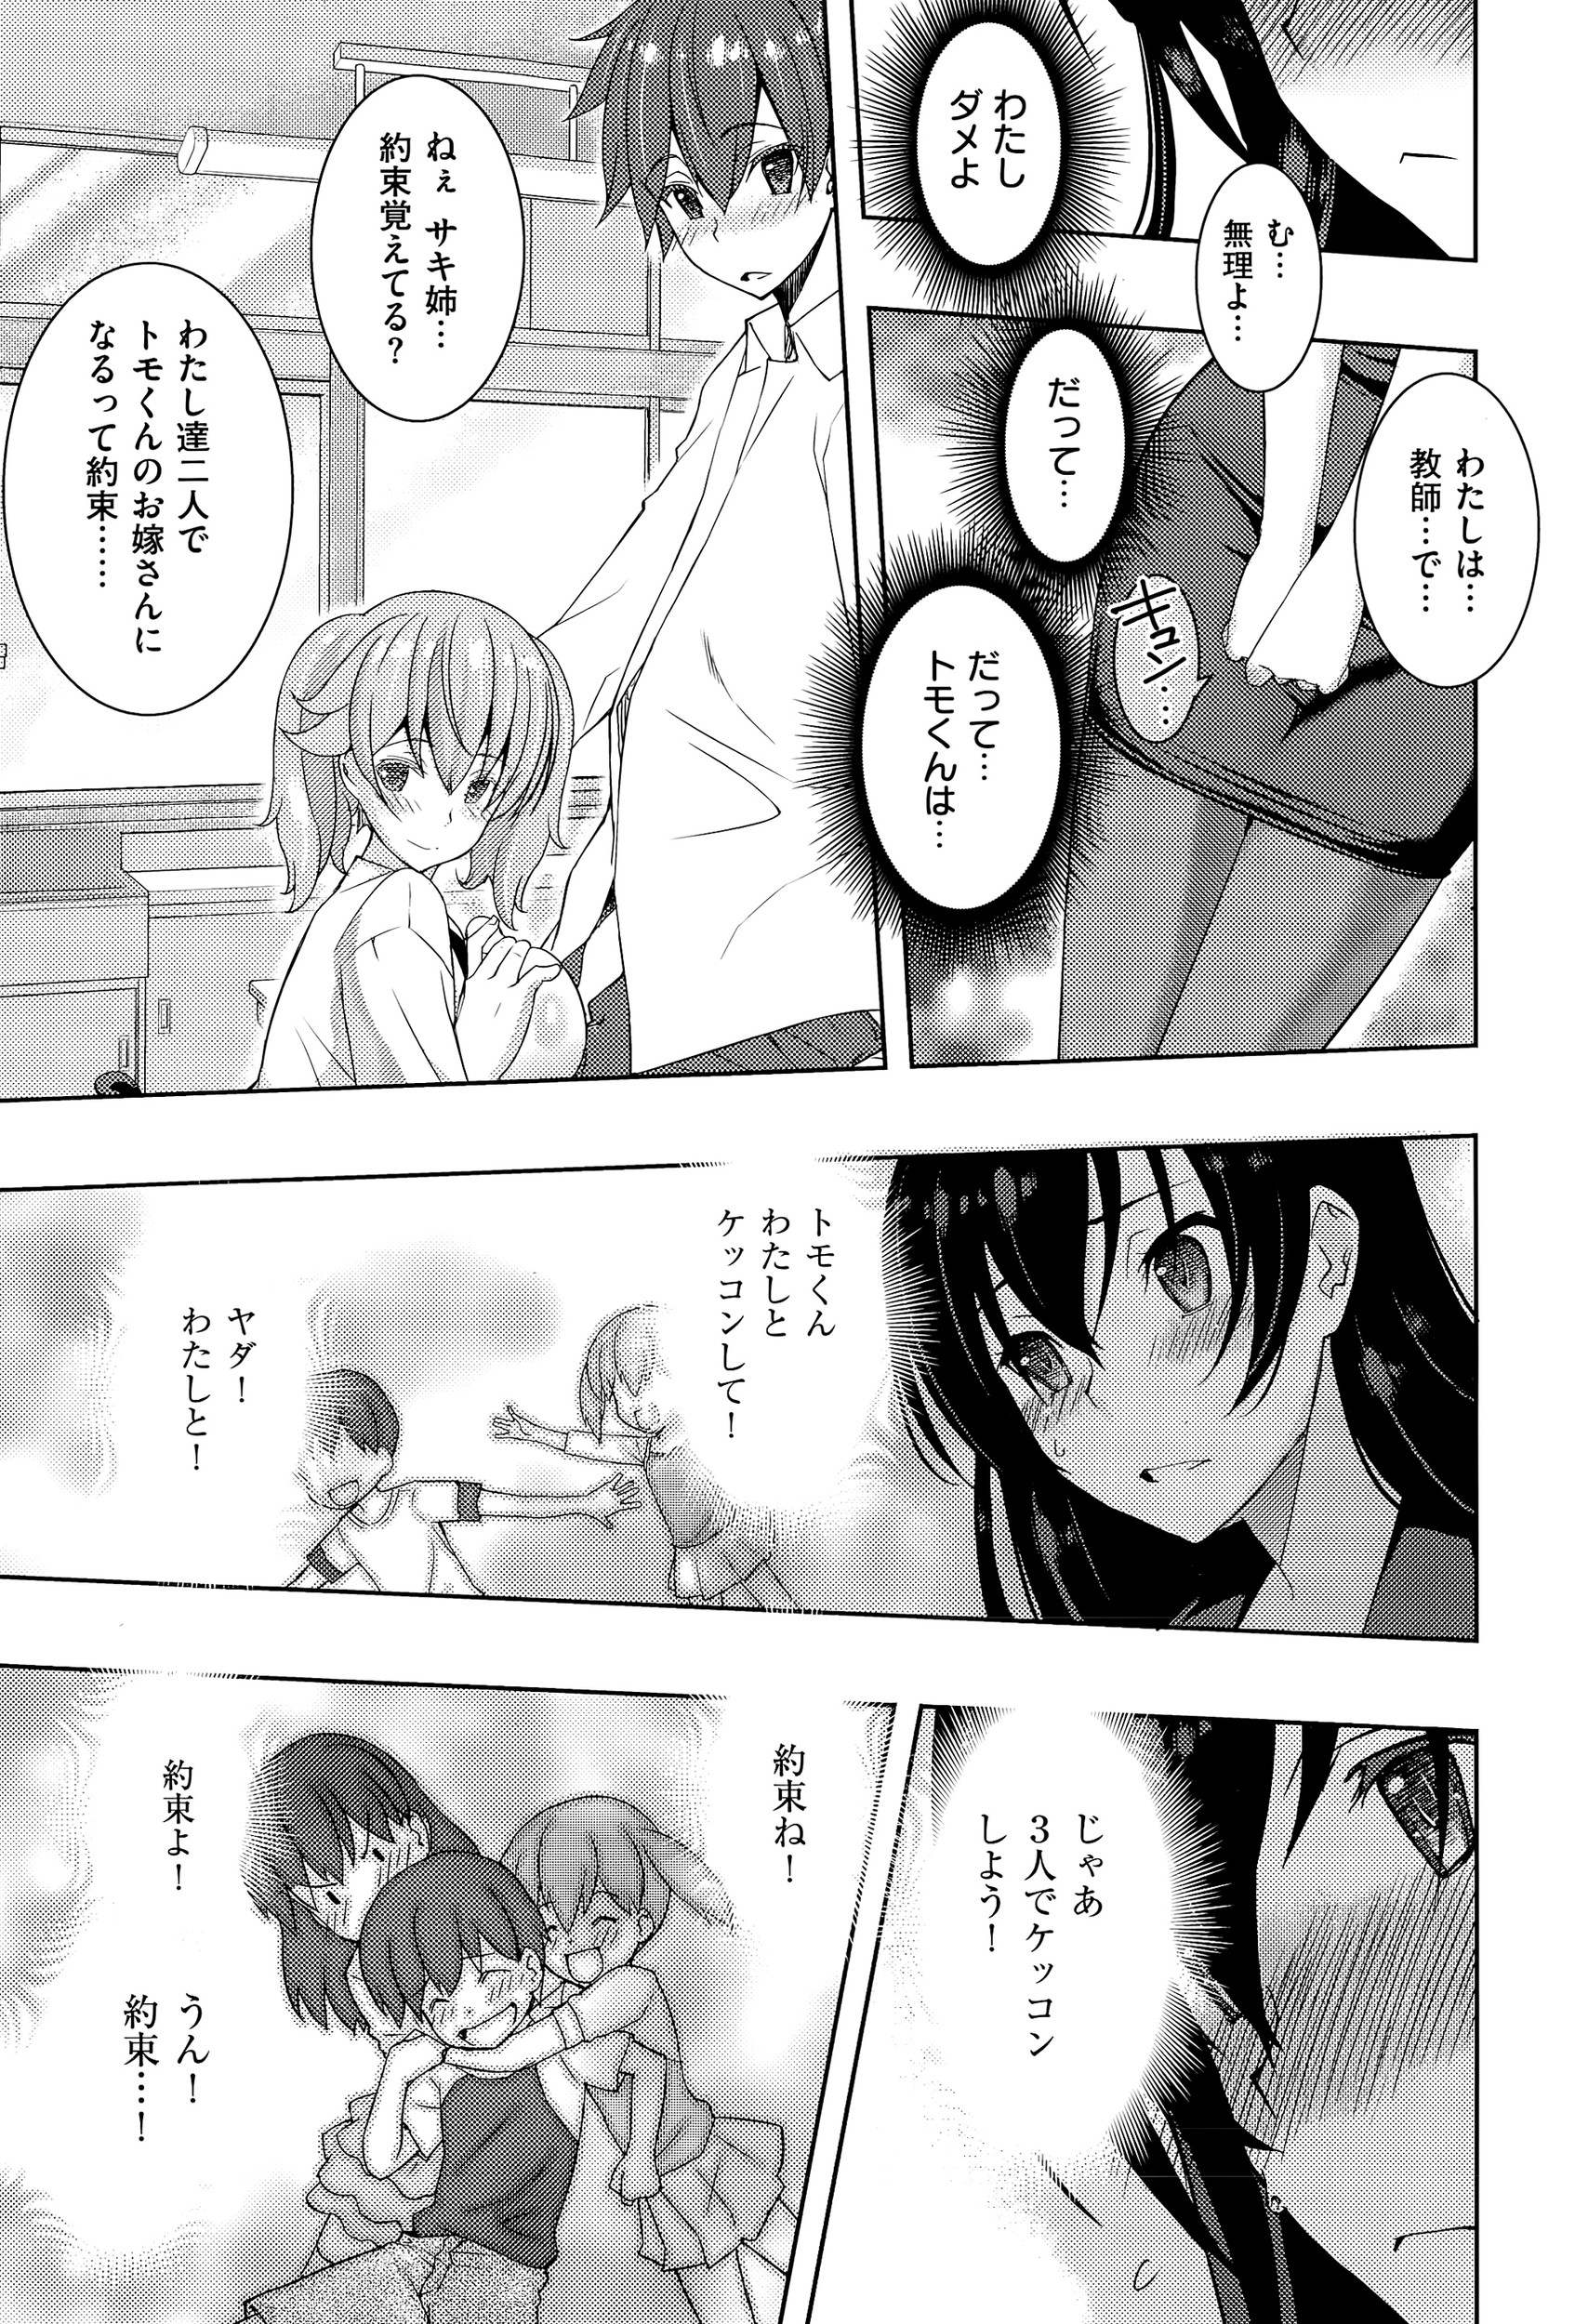 む…
無理よ…
わたし
ダメよ
わたしは…
教師…で…
だって…
キュン…
だって…
トモくんは…
ねぇ サキ姉…
約束覚えてる?
わたし達二人で
トモくんのお嫁さんに
なるって約束……
トモくん
わたしと
ケッコンして!
ヤダ!
わたしと!
じゃあ
3人でケッコン
しよう!
約束ね!
約束よ!
うん!
約束…!